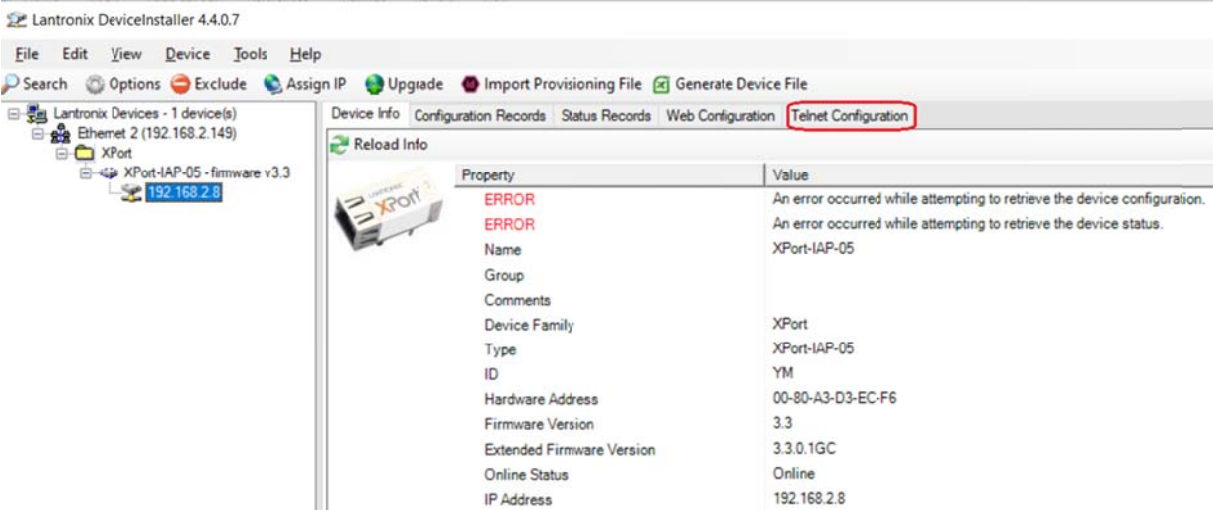 Lantronix DeviceInstaller 4.4.0.7
File Edit View Device Tools Help
Search Options Exclude Assign IP Upgrade Import Provisioning File Generate Device File
Lantronix Devices - 1 device(s)
Ethernet 2 (192.168.2.149)
XPort
XPort-IAP-05 - firmware v3.3
192.168.2.8
Device Info Configuration Records Status Records Web Configuration Telnet Configuration
Reload Info
LANTRONIX
XPort
Property Value
ERROR An error occurred while attempting to retrieve the device configuration.
ERROR An error occurred while attempting to retrieve the device status.
Name XPort-IAP-05
Group
Comments
Device Family XPort
Type XPort-IAP-05
ID YM
Hardware Address 00-80-A3-D3-EC-F6
Firmware Version 3.3
Extended Firmware Version 3.3.0.1GC
Online Status Online
IP Address 192.168.2.8